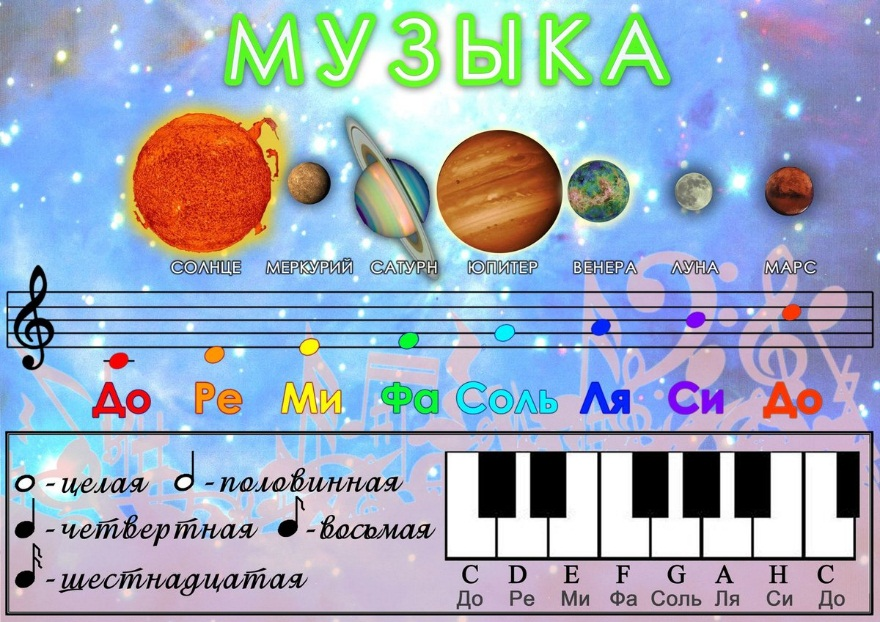 МУЗЫКА
СОЛНЦЕ МЕРКУРИЙ САТУРН ЮПИТЕР ВЕНЕРА ЛУНА МАРС
До Ре Ми Фа Соль Ля Си До
- целая - половинная
- четвертная - восьмая
- шестнадцатая
C D E F G A H C
До Ре Ми Фа Соль Ля Си До